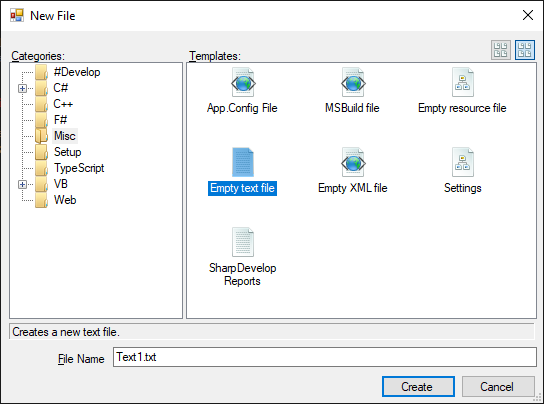 New File
Categories:
Templates:
#Develop
C#
C++
F#
Misc
Setup
TypeScript
VB
Web
App.Config File
MSBuild file
Empty resource file
Empty text file
Empty XML file
Settings
SharpDevelop
Reports
Creates a new text file.
File Name
Text1.txt
Create
Cancel